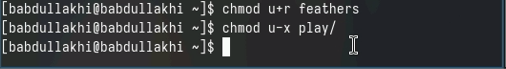 [babdullakhi@babdullakhi ~]$ chmod u+r feathers
[babdullakhi@babdullakhi ~]$ chmod u-x play/
[babdullakhi@babdullakhi ~]$